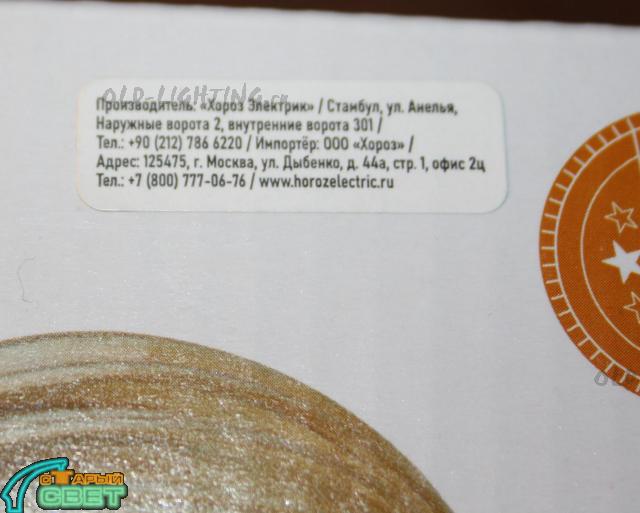 OLD-LIGHTING.ru
Производитель: «Хороз Электрик» / Стамбул, ул. Анелья,
Наружные ворота 2, внутренние ворота 301 /
Тел.: +90 (212) 786 6220 / Импортёр: ООО «Хороз» /
Адрес: 125475, г. Москва, ул. Дыбенко, д. 44а, стр. 1, офис 2ц
Тел.: +7 (800) 777-06-76 / www.horozelectric.ru
СТАРЫЙ
СВЕТ